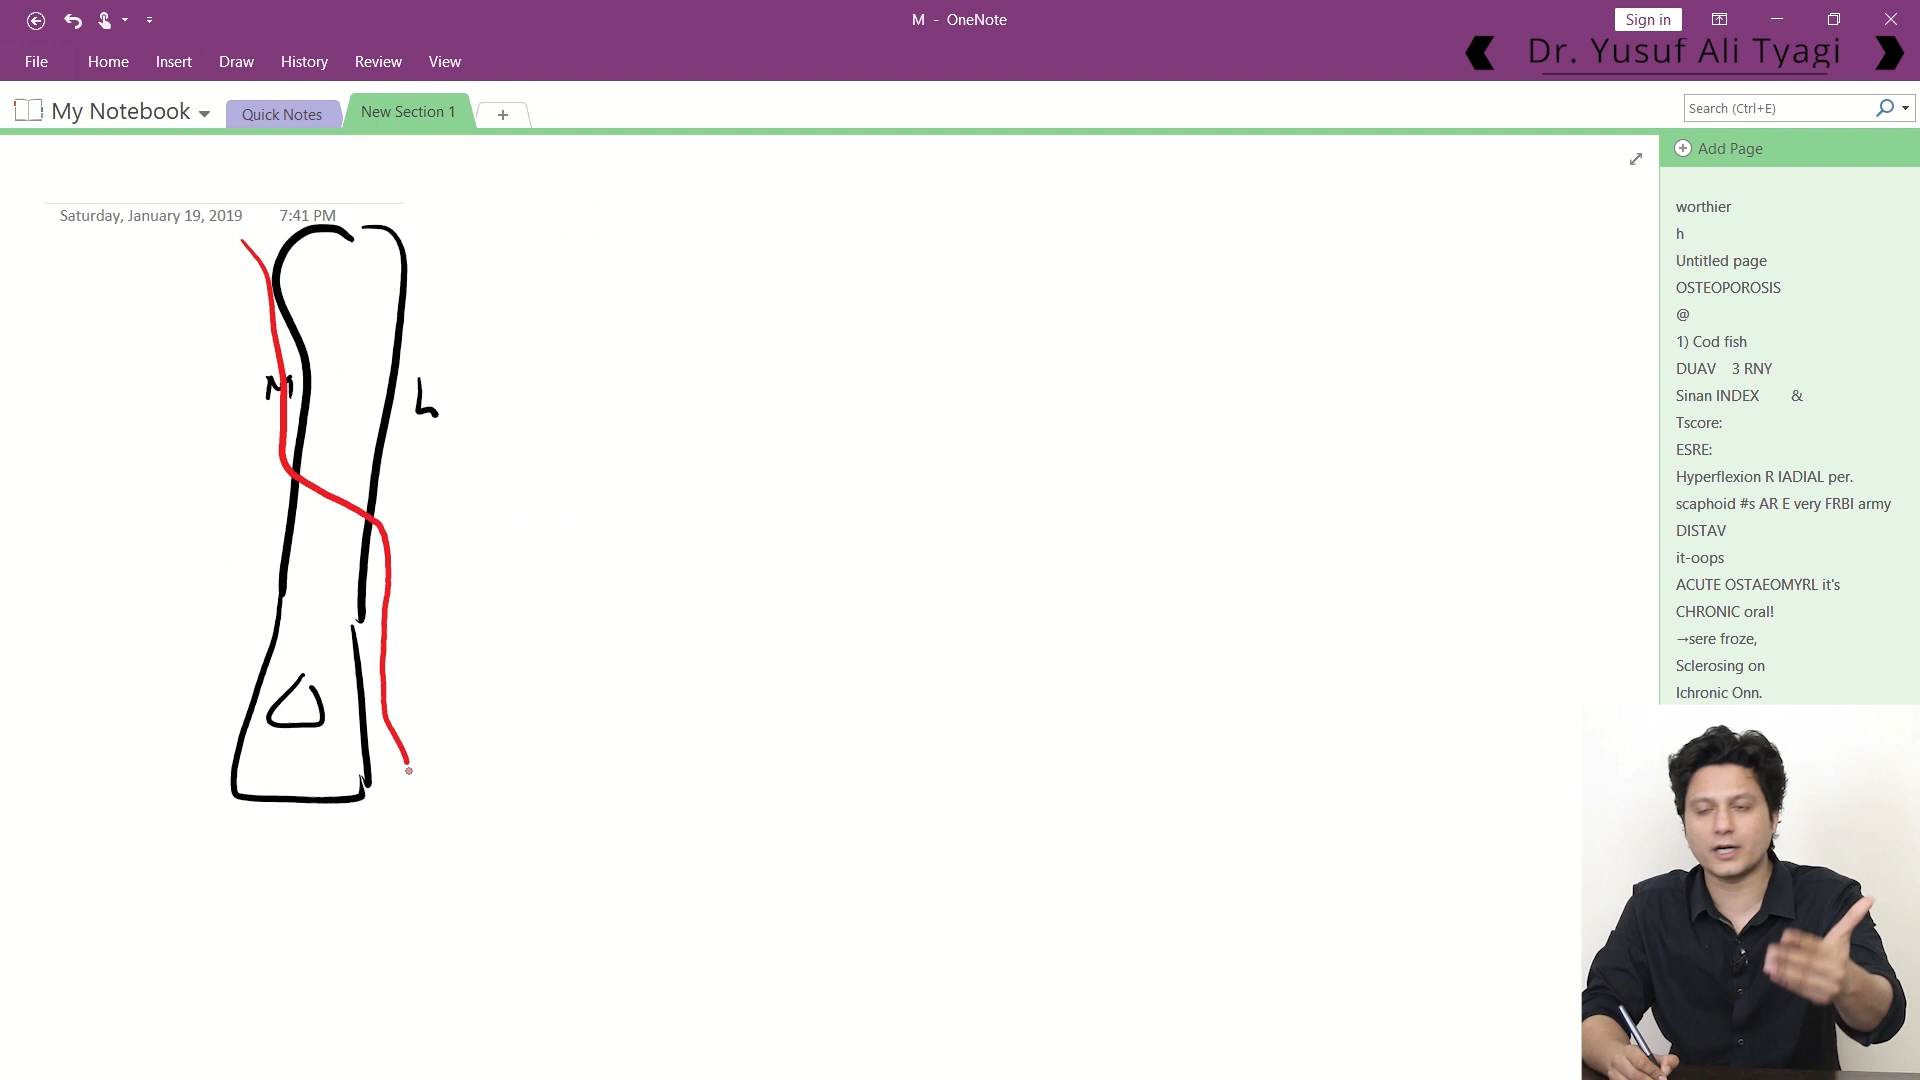 M - OneNote
Sign in
File Home Insert Draw History Review View
Dr. Yusuf Ali Tyagi
My Notebook
Quick Notes
New Section 1
+
Search (Ctrl+E)
Add Page
Saturday, January 19, 2019 7:41 PM
M
L
worthier
h
Untitled page
OSTEOPOROSIS
@
1) Cod fish
DUAV 3 RNY
Sinan INDEX &
Tscore:
ESRE:
Hyperflexion R IADIAL per.
scaphoid #s AR E very FRBI army
DISTAV
it-oops
ACUTE OSTAEOMYRL it's
CHRONIC oral!
→sere froze,
Sclerosing on
Ichronic Onn.